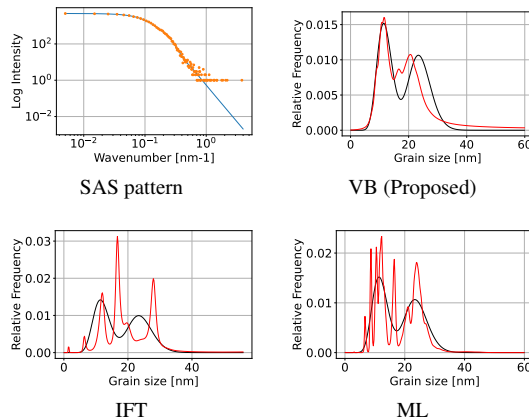 Log Intensity
10^2
10^0
10^-2
10^-2 10^-1 10^0
Wavenumber [nm-1]
SAS pattern
Relative Frequency
0.015
0.010
0.005
0.000
0 20 40 60
Grain size [nm]
VB (Proposed)
Relative Frequency
0.03
0.02
0.01
0.00
0 20 40
Grain size [nm]
IFT
Relative Frequency
0.02
0.01
0.00
0 20 40 60
Grain size [nm]
ML